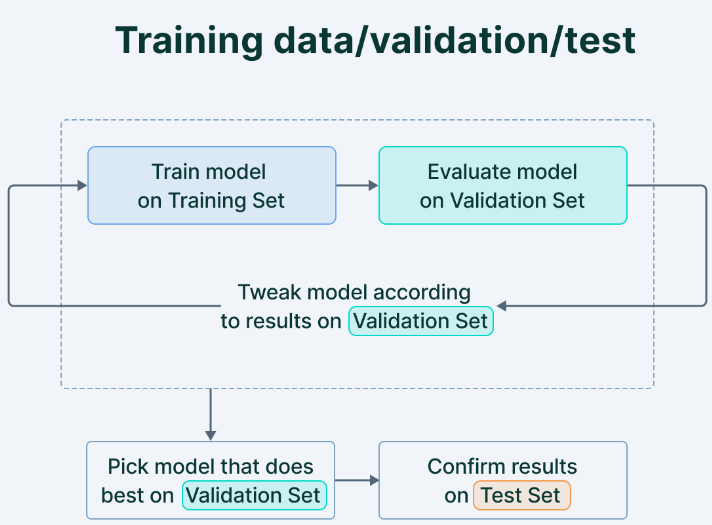 Training data/validation/test
Train model
on Training Set
Evaluate model
on Validation Set
Tweak model according
to results on Validation Set
Pick model that does
best on Validation Set
Confirm results
on Test Set